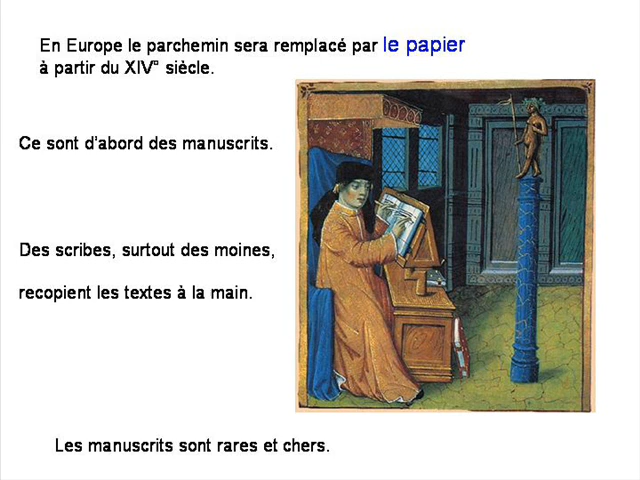 En Europe le parchemin sera remplacé par le papier
à partir du XIV° siècle.
Ce sont d'abord des manuscrits.
Des scribes, surtout des moines,
recopient les textes à la main.
Les manuscrits sont rares et chers.